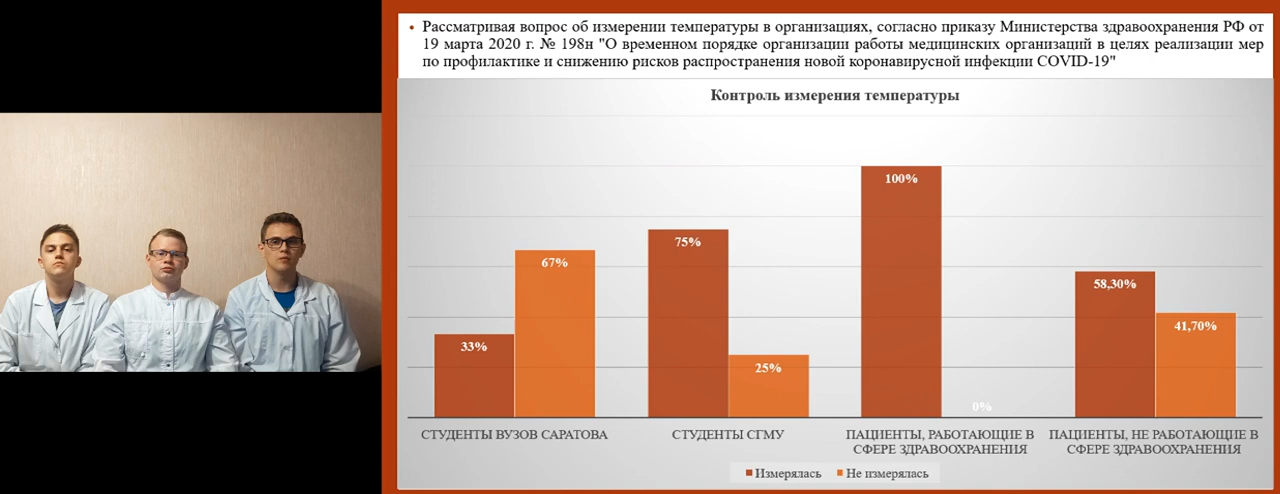 • Рассматривая вопрос об измерении температуры в организациях, согласно приказу Министерства здравоохранения РФ от
19 марта 2020 г. № 198н "О временном порядке организации работы медицинских организаций в целях реализации мер
по профилактике и снижению рисков распространения новой коронавирусной инфекции COVID-19"
Контроль измерения температуры
33%
67%
75%
25%
100%
0%
58,30%
41,70%
СТУДЕНТЫ ВУЗОВ САРАТОВА
СТУДЕНТЫ СГМУ
ПАЦИЕНТЫ, РАБОТАЮЩИЕ В
СФЕРЕ ЗДРАВООХРАНЕНИЯ
ПАЦИЕНТЫ, НЕ РАБОТАЮЩИЕ В
СФЕРЕ ЗДРАВООХРАНЕНИЯ
Измерялась
Не измерялась